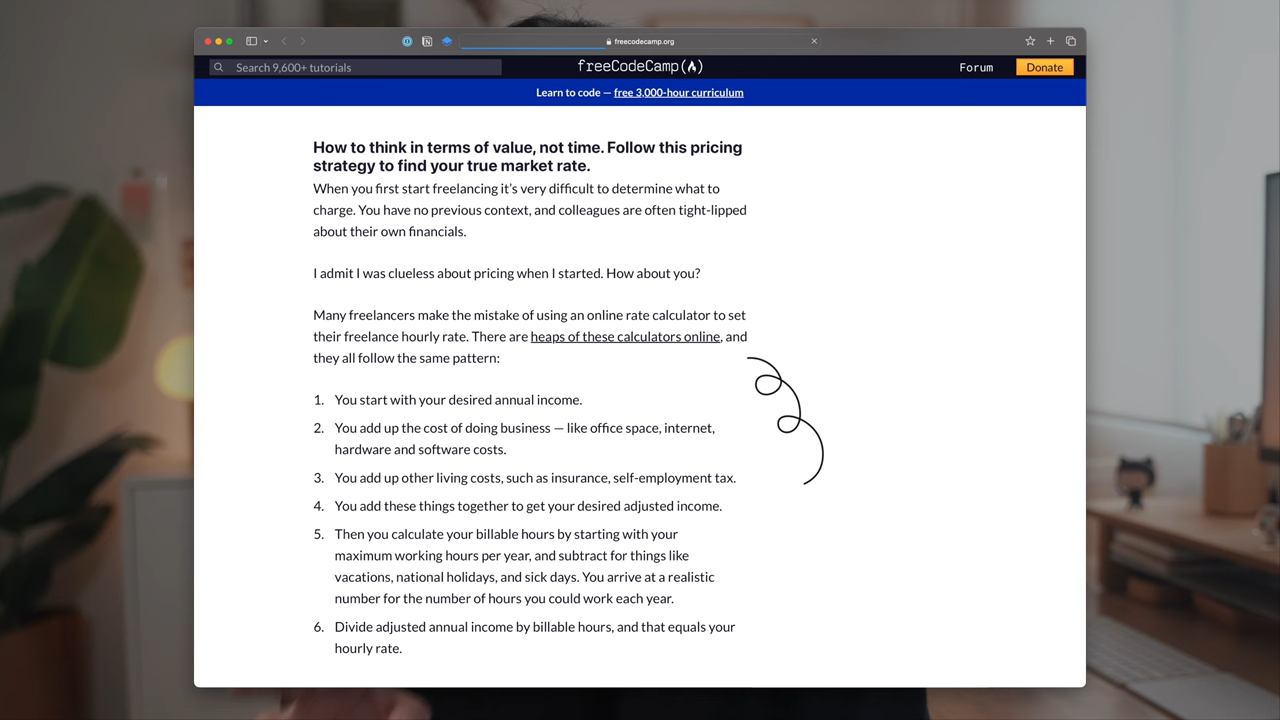 freecodecamp.org
Search 9,600+ tutorials
freeCodeCamp(🔥)
Forum
Donate
Learn to code — free 3,000-hour curriculum
How to think in terms of value, not time. Follow this pricing
strategy to find your true market rate.
When you first start freelancing it’s very difficult to determine what to
charge. You have no previous context, and colleagues are often tight-lipped
about their own financials.
I admit I was clueless about pricing when I started. How about you?
Many freelancers make the mistake of using an online rate calculator to set
their freelance hourly rate. There are heaps of these calculators online, and
they all follow the same pattern:
1. You start with your desired annual income.
2. You add up the cost of doing business — like office space, internet,
hardware and software costs.
3. You add up other living costs, such as insurance, self-employment tax.
4. You add these things together to get your desired adjusted income.
5. Then you calculate your billable hours by starting with your
maximum working hours per year, and subtract for things like
vacations, national holidays, and sick days. You arrive at a realistic
number for the number of hours you could work each year.
6. Divide adjusted annual income by billable hours, and that equals your
hourly rate.